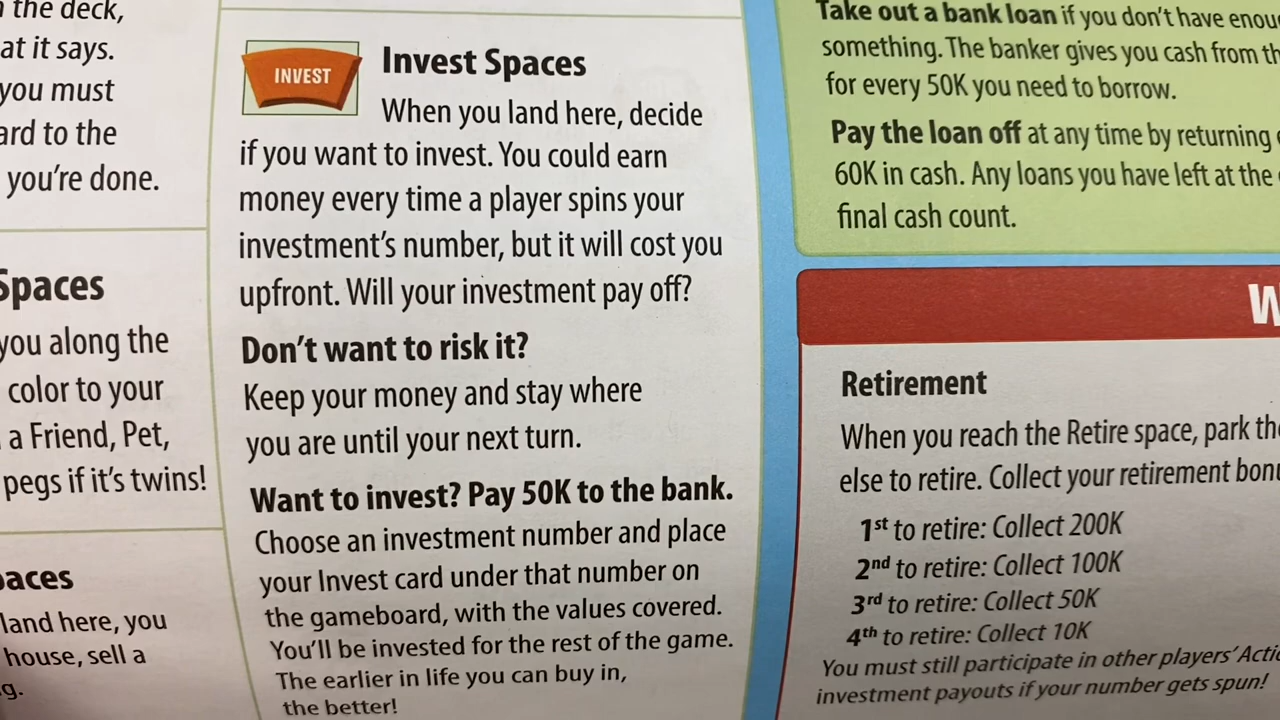 the deck,
at it says.
you must
ard to the
you're done.
Spaces
you along the
color to your
a Friend, Pet,
pegs if it's twins!
paces
land here, you
house, sell a
g.
INVEST
Invest Spaces
When you land here, decide
if you want to invest. You could earn
money every time a player spins your
investment's number, but it will cost you
upfront. Will your investment pay off?
Don't want to risk it?
Keep your money and stay where
you are until your next turn.
Want to invest? Pay 50K to the bank.
Choose an investment number and place
your Invest card under that number on
the gameboard, with the values covered.
You'll be invested for the rest of the game.
The earlier in life you can buy in,
the better!
Take out a bank loan if you don't have enou
something. The banker gives you cash from th
for every 50K you need to borrow.
Pay the loan off at any time by returning
60K in cash. Any loans you have left at the
final cash count.
W
Retirement
When you reach the Retire space, park th
else to retire. Collect your retirement bonu
1st to retire: Collect 200K
2nd to retire: Collect 100K
3rd to retire: Collect 50K
4th to retire: Collect 10K
You must still participate in other players' Actio
investment payouts if your number gets spun!